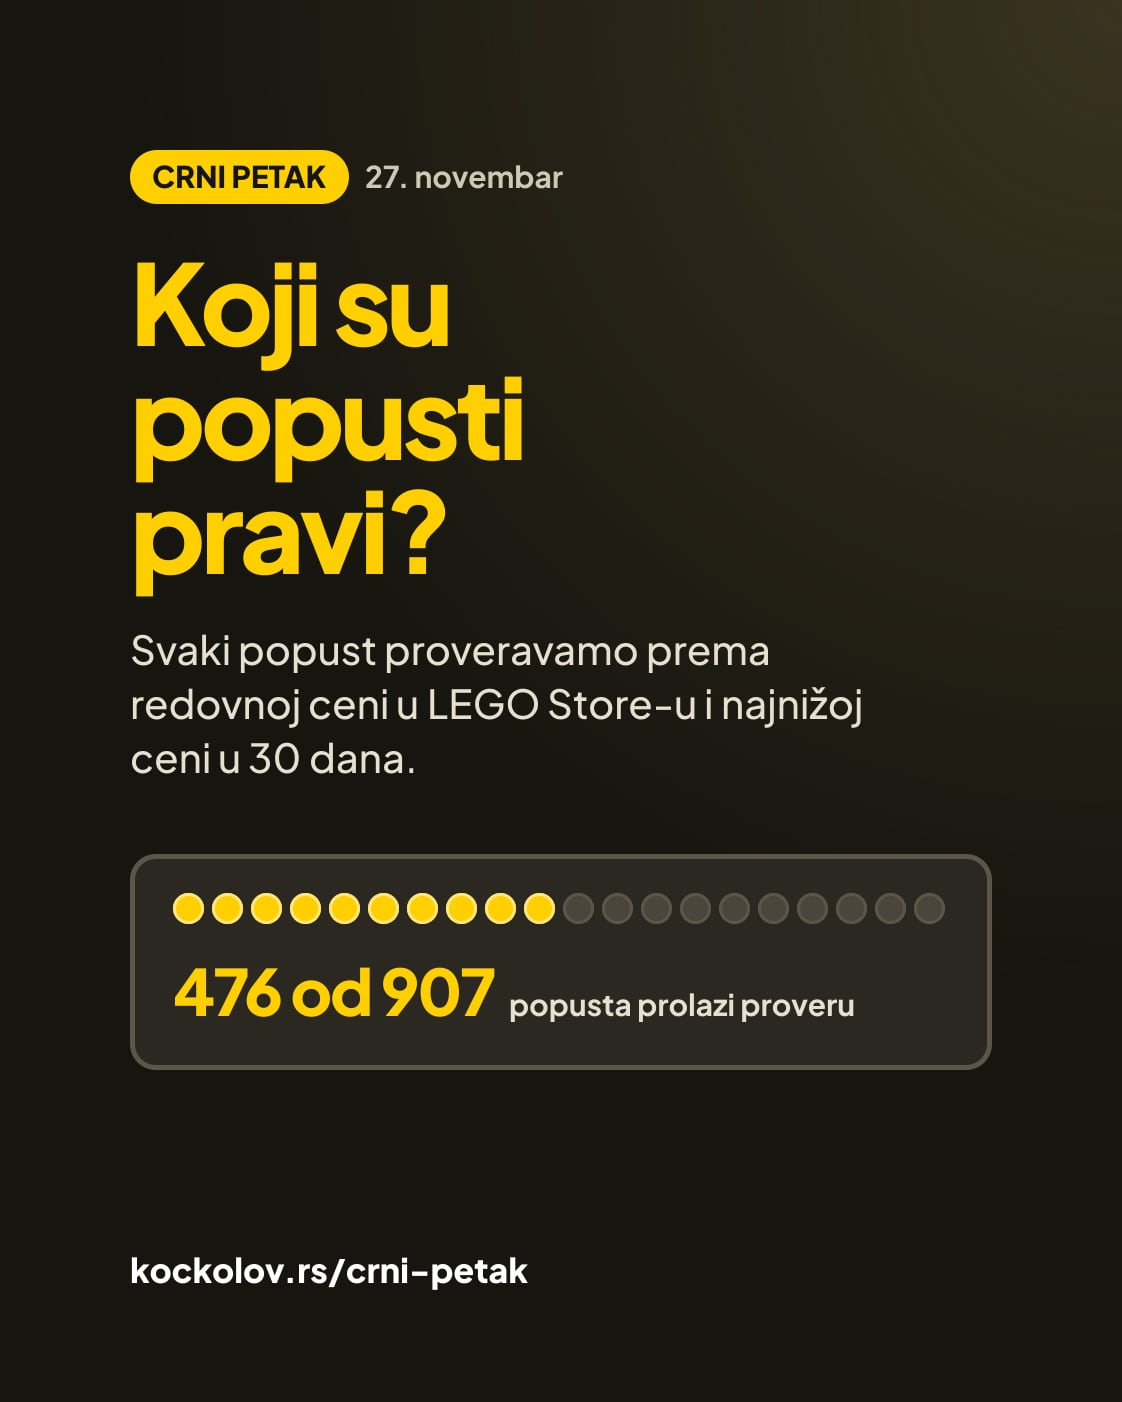 CRNI PETAK 27. novembar
Koji su
popusti
pravi?
Svaki popust proveravamo prema
redovnoj ceni u LEGO Store-u i najnižoj
ceni u 30 dana.
476 od 907 popusta prolazi proveru
kockolov.rs/crni-petak